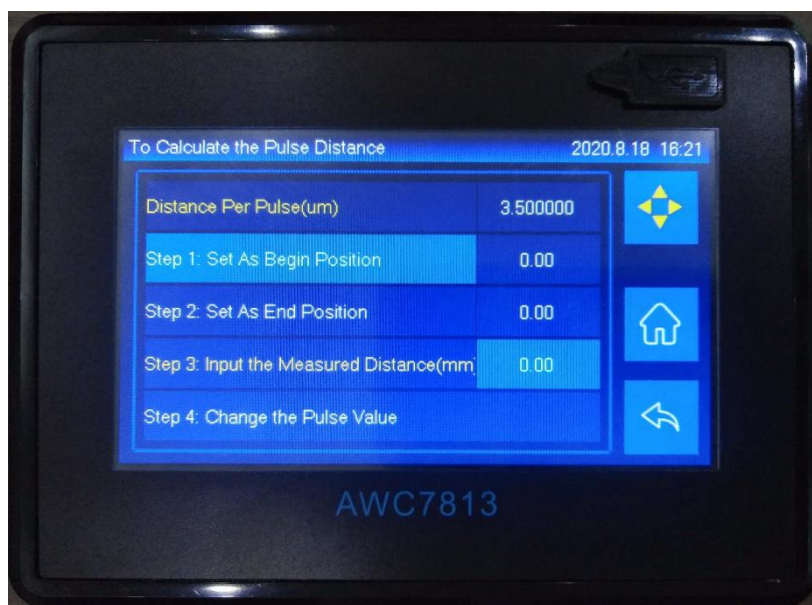 To Calculate the Pulse Distance 2020.8.18 16:21
Distance Per Pulse(um) 3.500000
Step 1: Set As Begin Position 0.00
Step 2: Set As End Position 0.00
Step 3: Input the Measured Distance(mm) 0.00
Step 4: Change the Pulse Value
AWC7813